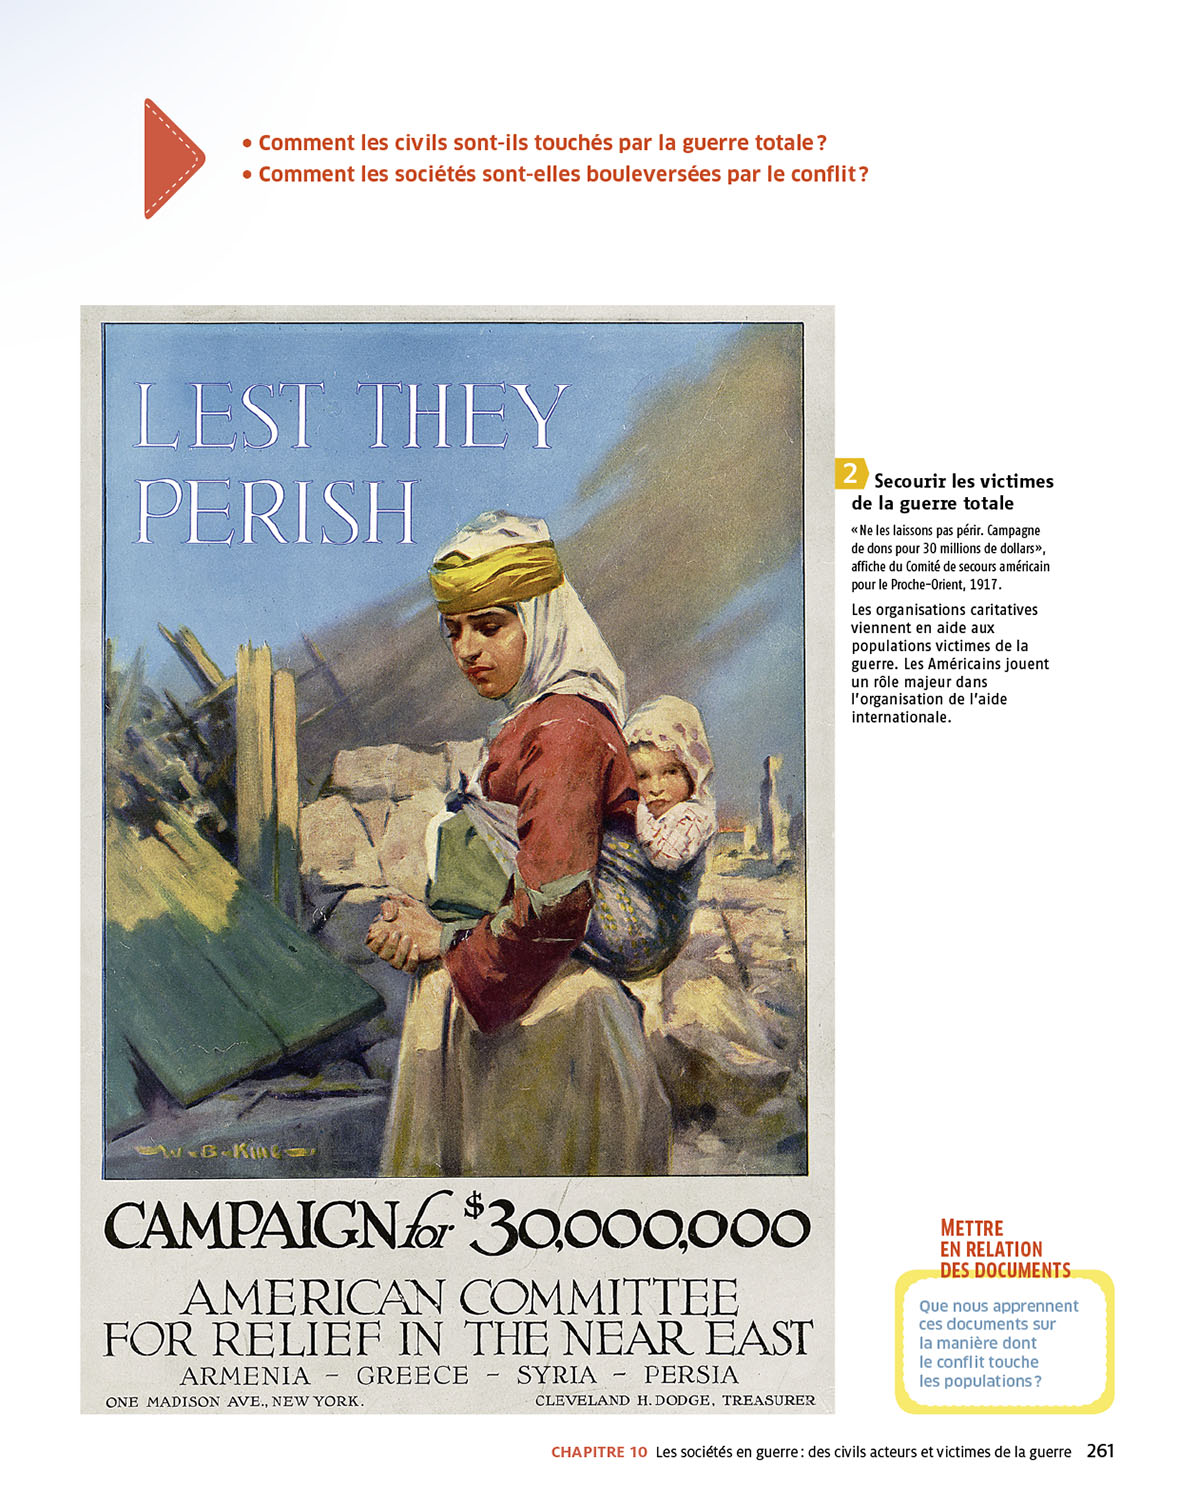 • Comment les civils sont-ils touchés par la guerre totale ?
• Comment les sociétés sont-elles bouleversées par le conflit ?
LEST THEY
PERISH
W·B·King
CAMPAIGN for $30,000,000
AMERICAN COMMITTEE
FOR RELIEF IN THE NEAR EAST
ARMENIA - GREECE - SYRIA - PERSIA
ONE MADISON AVE., NEW YORK. CLEVELAND H. DODGE, TREASURER
2 Secourir les victimes
de la guerre totale
« Ne les laissons pas périr. Campagne
de dons pour 30 millions de dollars »,
affiche du Comité de secours américain
pour le Proche-Orient, 1917.
Les organisations caritatives
viennent en aide aux
populations victimes de la
guerre. Les Américains jouent
un rôle majeur dans
l'organisation de l'aide
internationale.
METTRE
EN RELATION
DES DOCUMENTS
Que nous apprennent
ces documents sur
la manière dont
le conflit touche
les populations ?
CHAPITRE 10 Les sociétés en guerre : des civils acteurs et victimes de la guerre 261